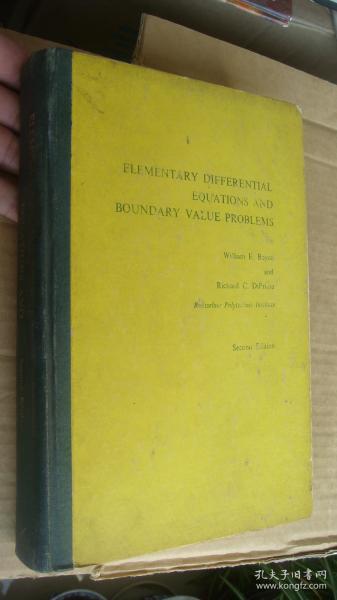 ELEMENTARY DIFFERENTIAL
EQUATIONS AND
BOUNDARY VALUE PROBLEMS
William E. Boyce
and
Richard C. DiPrima
Rensselaer Polytechnic Institute
Second Edition
孔夫子旧书网
www.kongfz.com